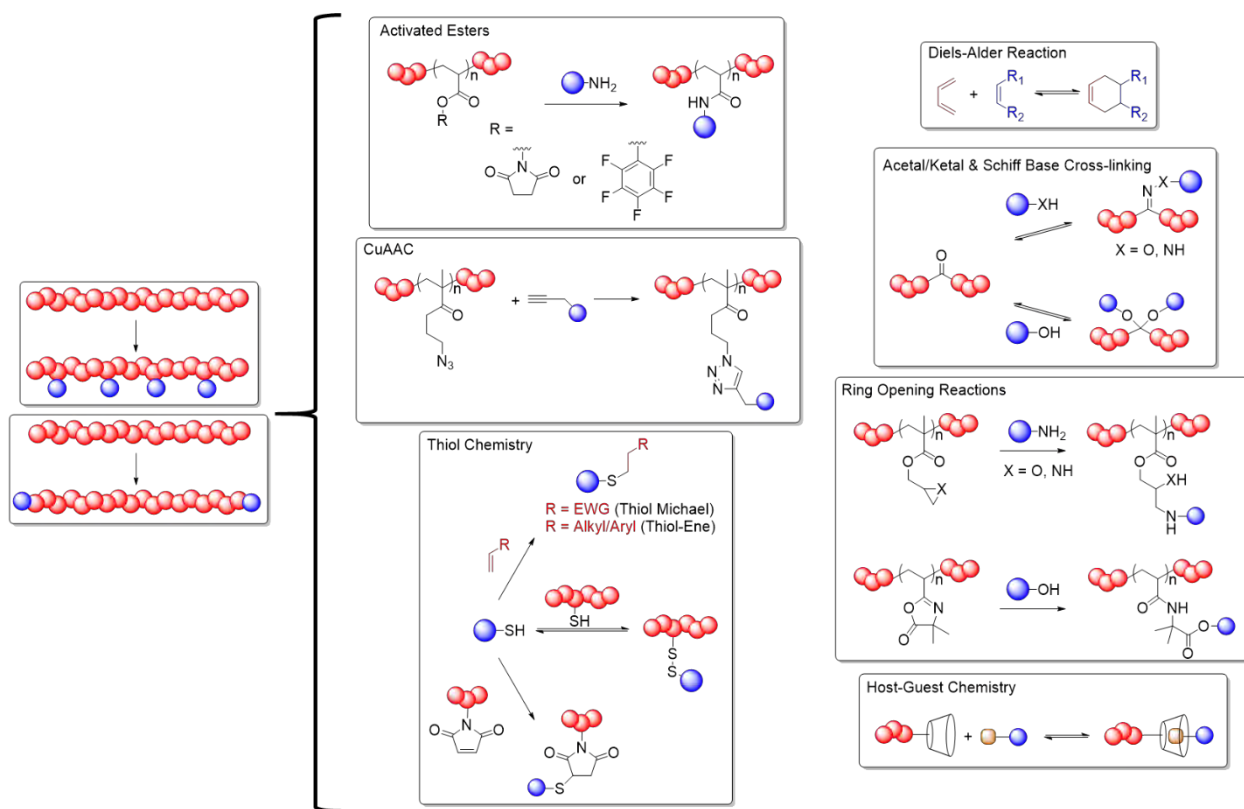 Activated Esters
n
O
O
R
NH2
n
HN
O
R =
N
O
O
or
F
F
F
F
F
CuAAC
n
O
N3
+
n
O
N
N
N
Thiol Chemistry
R
S
R = EWG (Thiol Michael)
R = Alkyl/Aryl (Thiol-Ene)
R
SH
SH
S
S
N
O
O
N
O
O
S
Diels-Alder Reaction
+
R1
R2
R1
R2
Acetal/Ketal & Schiff Base Cross-linking
XH
X
N
X = O, NH
O
OH
O
O
Ring Opening Reactions
n
O
O
X
NH2
X = O, NH
n
O
O
XH
N
H
n
O
N
O
OH
n
O
NH
O
O
Host-Guest Chemistry
+